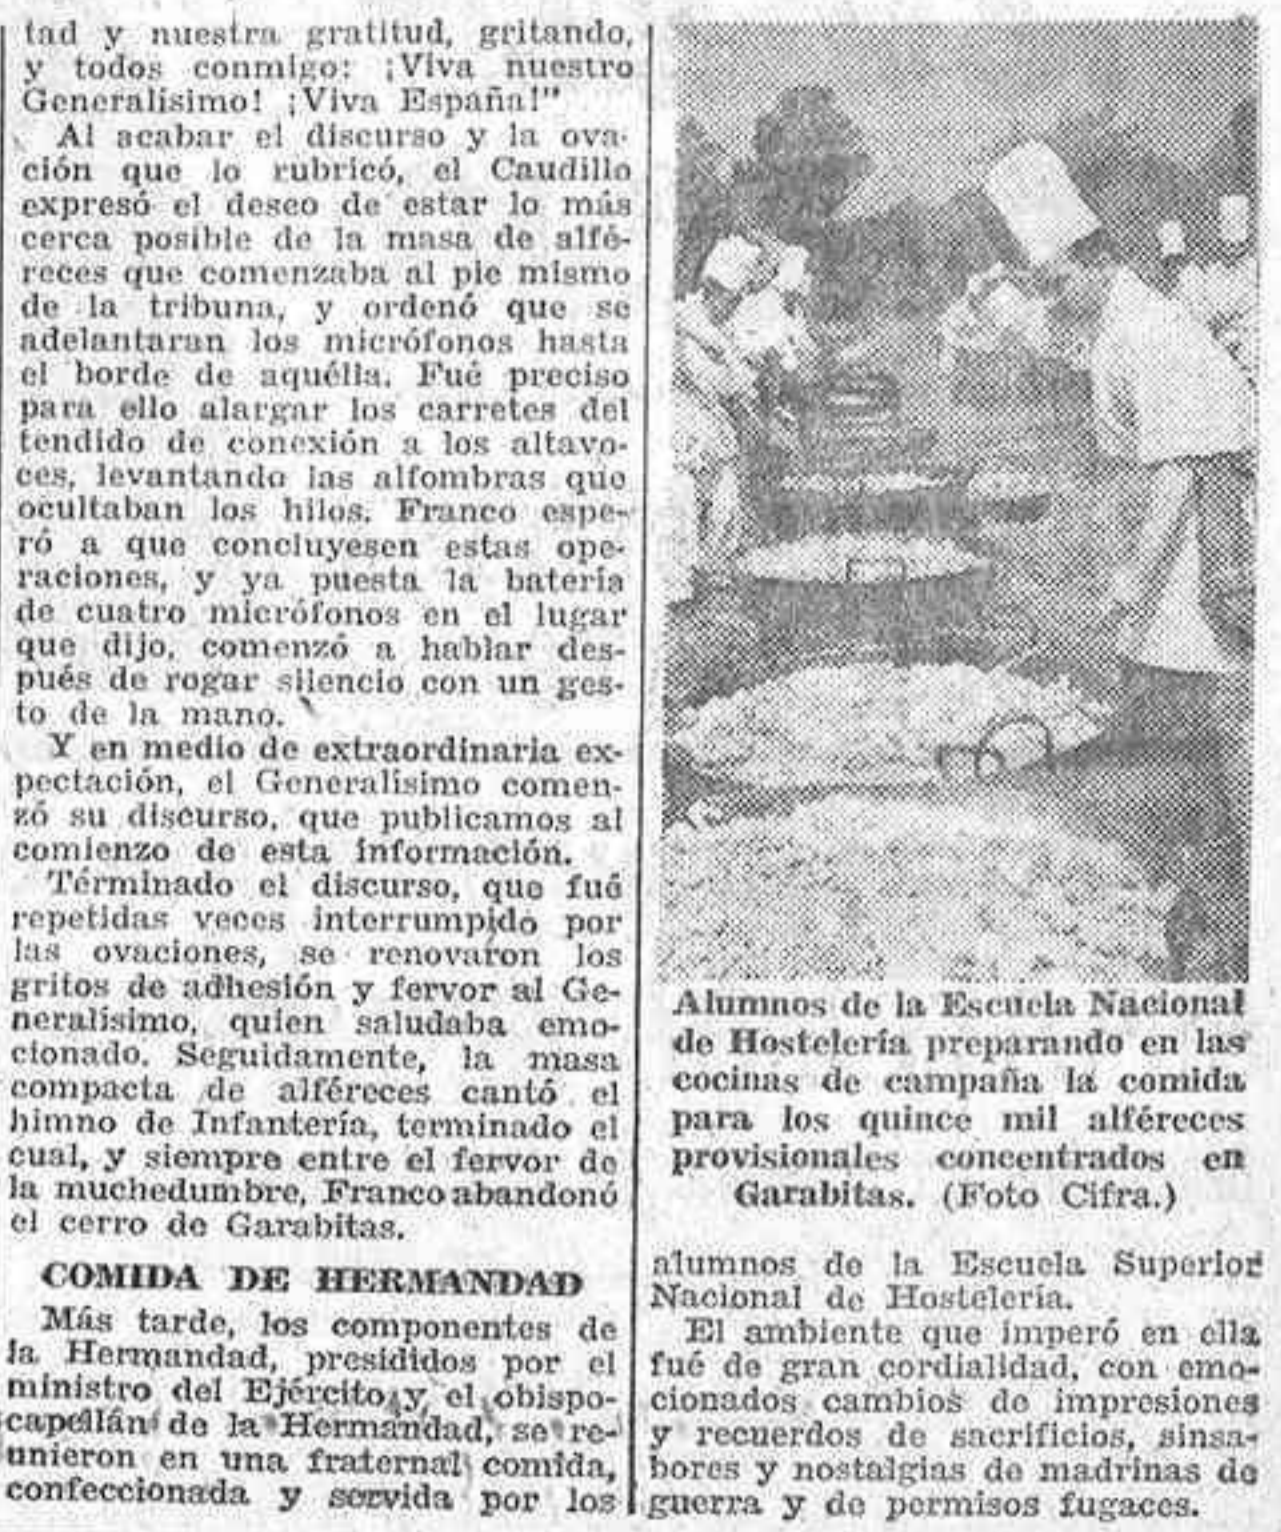 tad y nuestra gratitud, gritando,
y todos conmigo: ¡Viva nuestro
Generalísimo! ¡Viva España!"
Al acabar el discurso y la ova-
ción que lo rubricó, el Caudillo
expresó el deseo de estar lo más
cerca posible de la masa de alfé-
reces que comenzaba al pie mismo
de la tribuna, y ordenó que se
adelantaran los micrófonos hasta
el borde de aquélla. Fué preciso
para ello alargar los carretes del
tendido de conexión a los altavo-
ces, levantando las alfombras que
ocultaban los hilos. Franco espe-
ró a que concluyesen estas ope-
raciones, y ya puesta la batería
de cuatro micrófonos en el lugar
que dijo, comenzó a hablar des-
pués de rogar silencio con un ges-
to de la mano.
Y en medio de extraordinaria ex-
pectación, el Generalísimo comen-
zó su discurso, que publicamos al
comienzo de esta información.
Términado el discurso, que fué
repetidas veces interrumpido por
las ovaciones, se renovaron los
gritos de adhesión y fervor al Ge-
neralísimo, quien saludaba emo-
cionado. Seguidamente, la masa
compacta de alféreces cantó el
himno de Infantería, terminado el
cual, y siempre entre el fervor de
la muchedumbre, Franco abandonó
el cerro de Garabitas.
COMIDA DE HERMANDAD
Más tarde, los componentes de
la Hermandad, presididos por el
ministro del Ejército y el obispo-
capellán de la Hermandad, se re-
unieron en una fraternal comida,
confeccionada y servida por los
Alumnos de la Escuela Nacional
de Hostelería preparando en las
cocinas de campaña la comida
para los quince mil alféreces
provisionales concentrados en
Garabitas. (Foto Cifra.)
alumnos de la Escuela Superior
Nacional de Hostelería.
El ambiente que imperó en ella
fué de gran cordialidad, con emo-
cionados cambios de impresiones
y recuerdos de sacrificios, sinsa-
bores y nostalgias de madrinas de
guerra y de permisos fugaces.